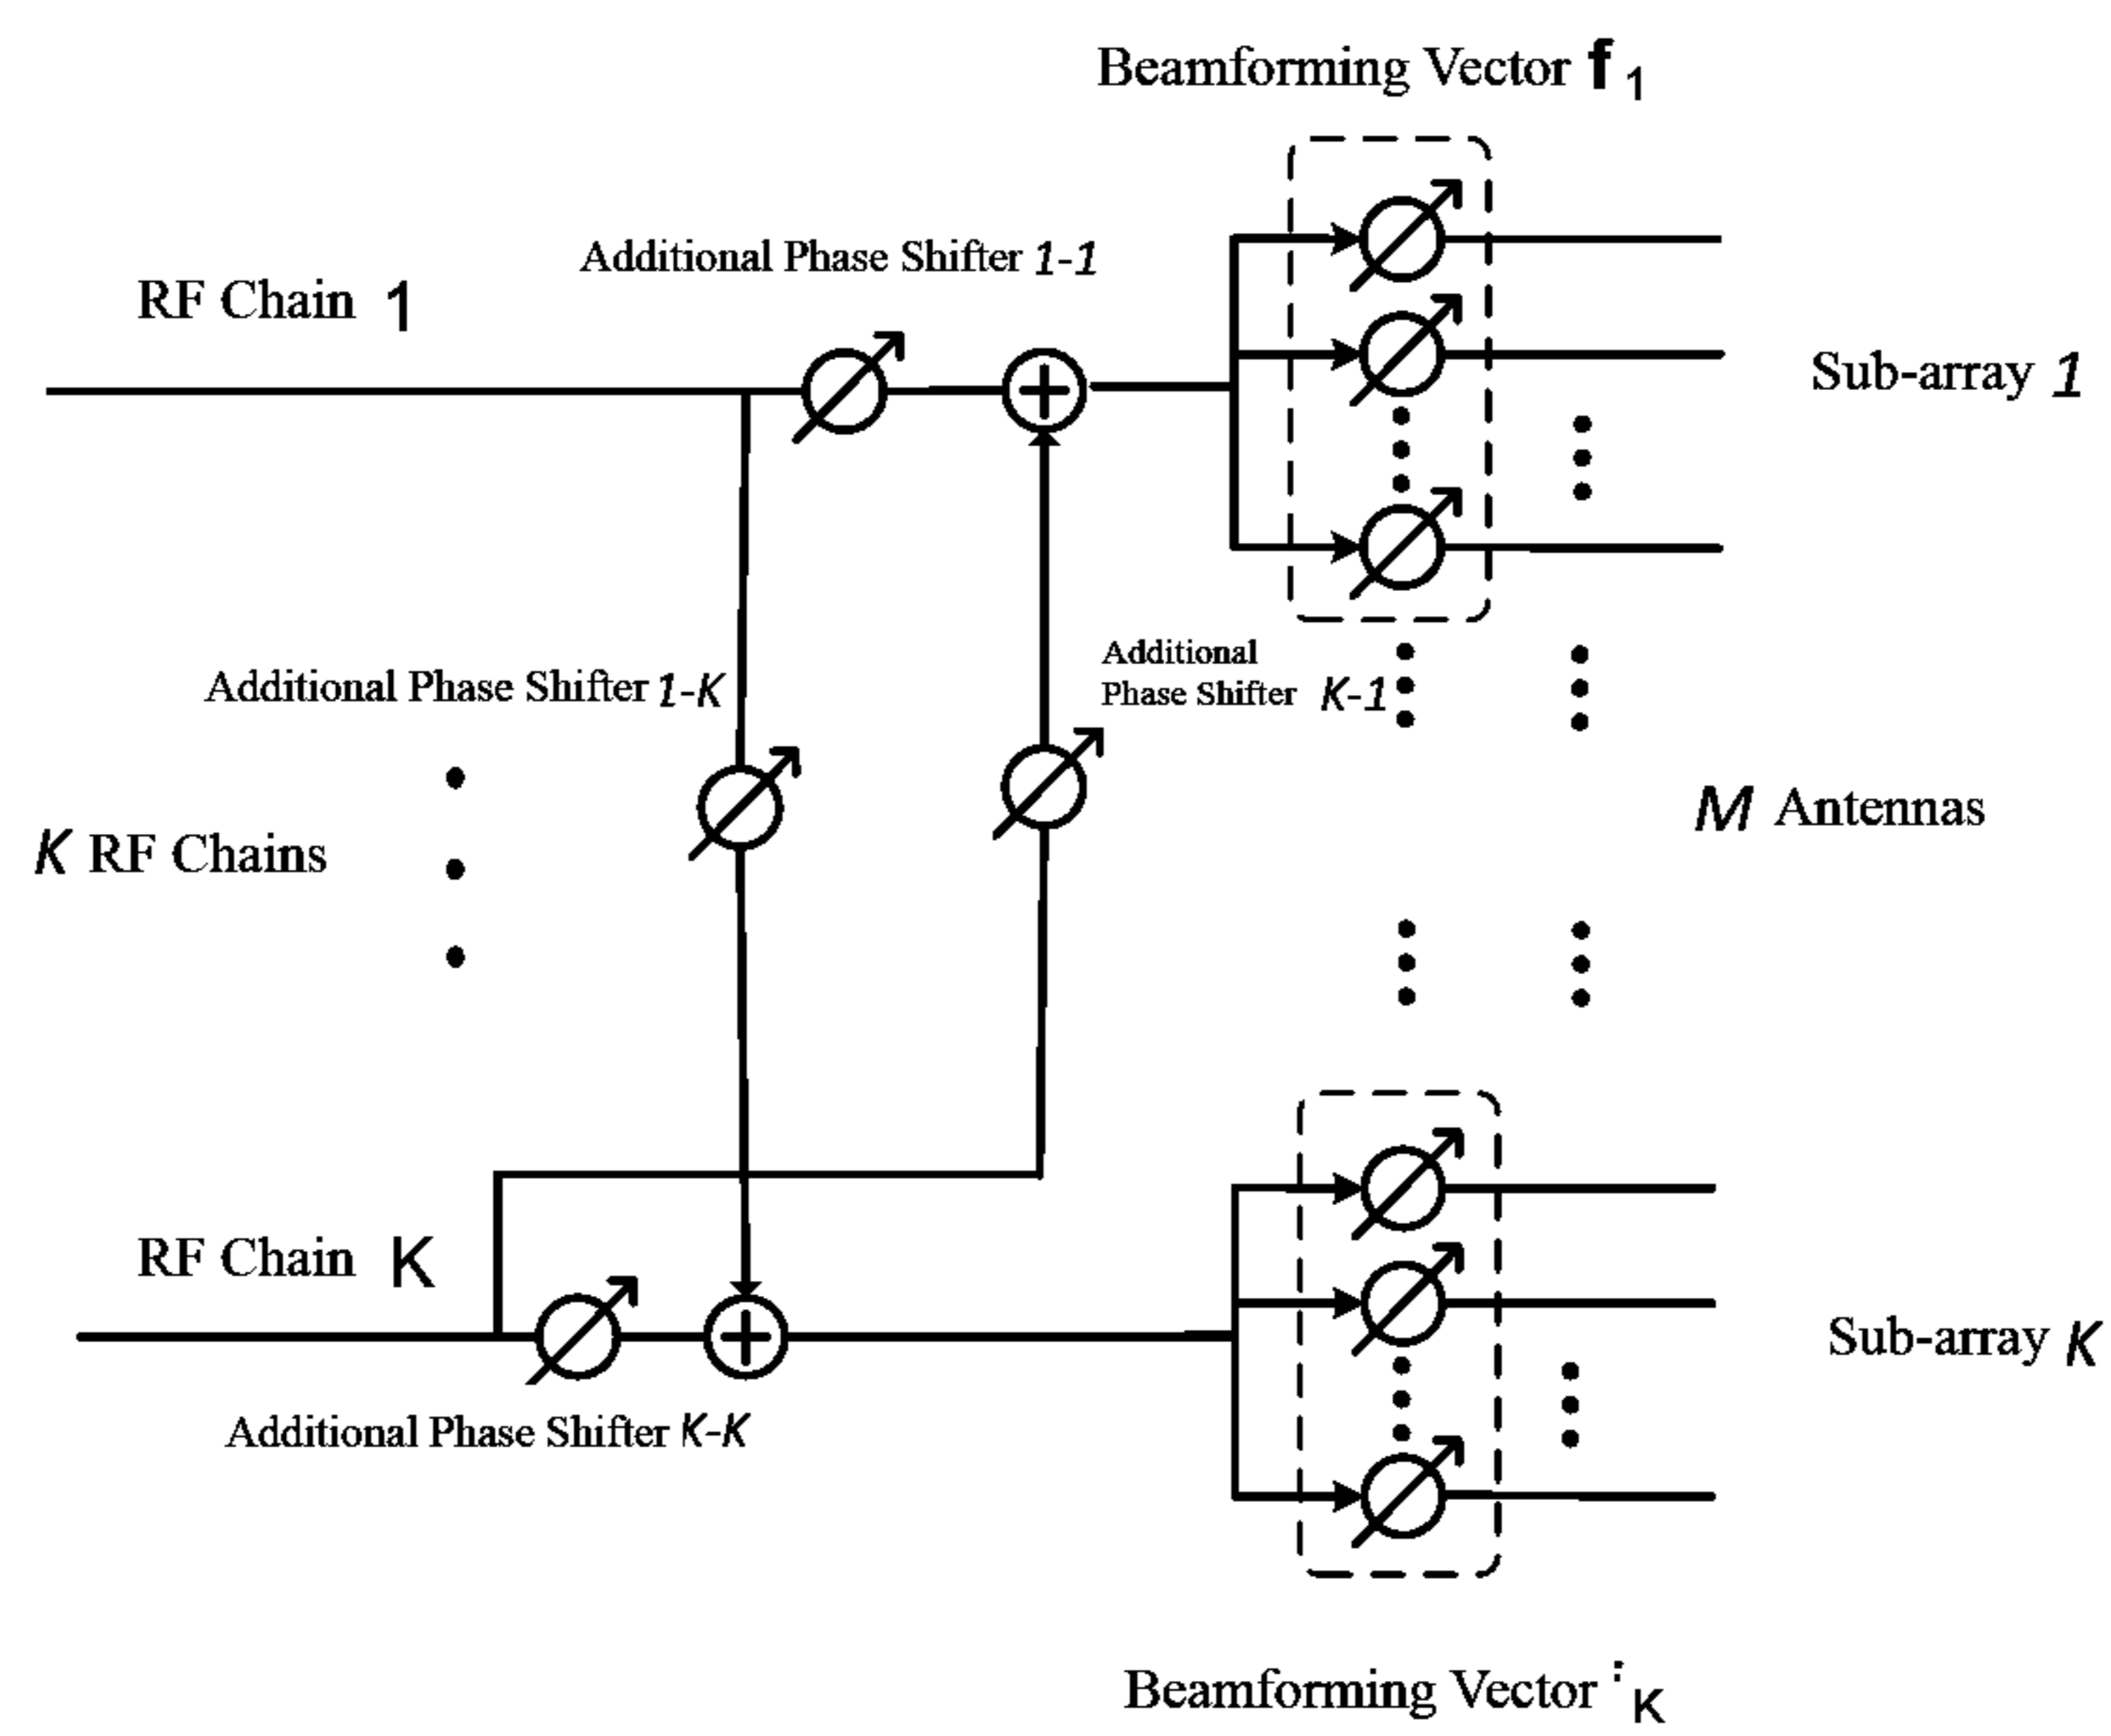 Beamforming Vector f 1
Additional Phase Shifter 1-1
RF Chain 1
Sub-array 1
Additional
Phase Shifter K-1
Additional Phase Shifter 1-K
M Antennas
K RF Chains
RF Chain K
Sub-array K
Additional Phase Shifter K-K
Beamforming Vector K